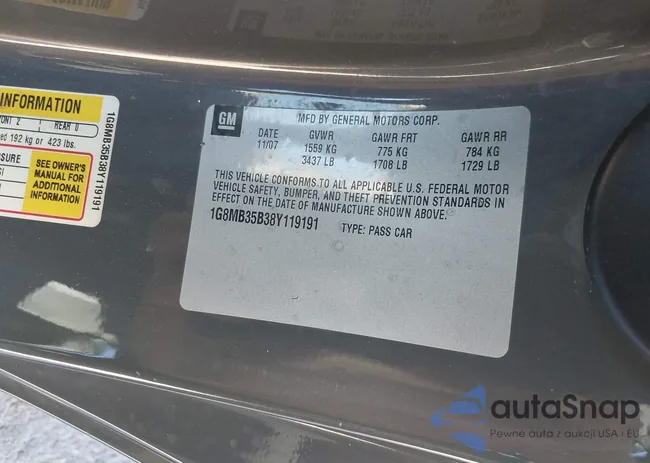 INFORMATION
ONT 2 REAR 0
ed 192 kg or 423 lbs.
SSURE
SEE OWNER'S
MANUAL FOR
ADDITIONAL
INFORMATION
1G8MB35B38Y119191
GM
MFD BY GENERAL MOTORS CORP.
DATE GVWR GAWR FRT GAWR RR
11/07 1559 KG 775 KG 784 KG
3437 LB 1708 LB 1729 LB
THIS VEHICLE CONFORMS TO ALL APPLICABLE U.S. FEDERAL MOTOR
VEHICLE SAFETY, BUMPER, AND THEFT PREVENTION STANDARDS IN
EFFECT ON THE DATE OF MANUFACTURE SHOWN ABOVE.
1G8MB35B38Y119191 TYPE: PASS CAR
autaSnap
Pewne auta z aukcji USA i EU